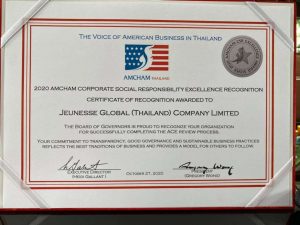 The Voice of American Business in Thailand
AMCHAM THAILAND
2020 AMCHAM CORPORATE SOCIAL RESPONSIBILITY EXCELLENCE RECOGNITION
CERTIFICATE OF RECOGNITION AWARDED TO
Jeunesse Global (Thailand) Company Limited
The Board of Governors is proud to recognize your organization
for successfully completing the ACE review process.
Your commitment to transparency, good governance and sustainable business practices
reflects the best traditions of business and provides a model for others to follow.
Executive Director
(Heidi Gallant)
October 27, 2020
President
(Gregory Wong)